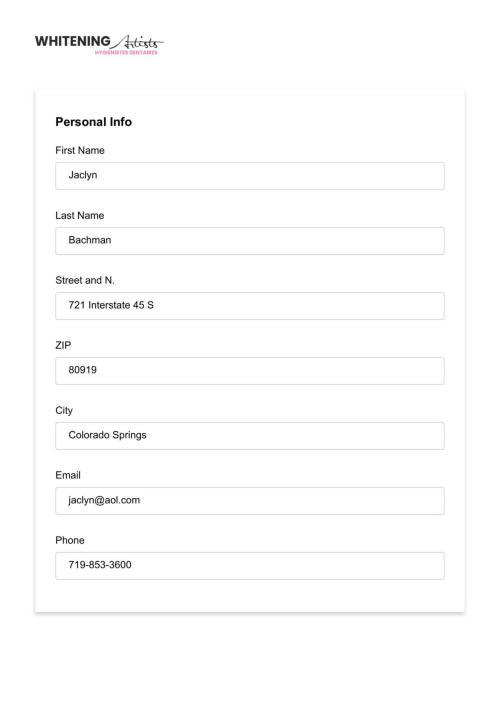 WHITENING Artists
HYGIÉNISTES DENTAIRES
Personal Info
First Name
Jaclyn
Last Name
Bachman
Street and N.
721 Interstate 45 S
ZIP
80919
City
Colorado Springs
Email
jaclyn@aol.com
Phone
719-853-3600